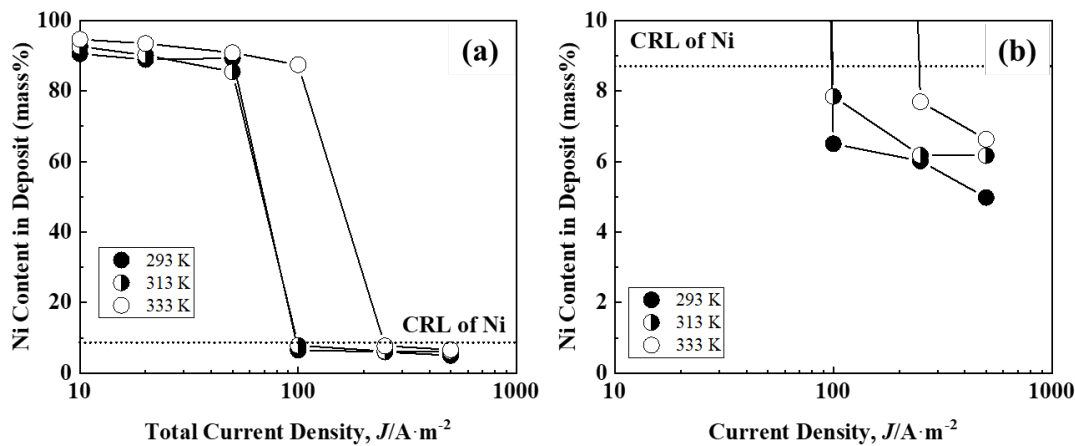 (a)
Ni Content in Deposit (mass%)
100
80
60
40
20
0
293 K
313 K
333 K
CRL of Ni
10
100
1000
Total Current Density, J/A·m⁻²
(b)
CRL of Ni
Ni Content in Deposit (mass%)
10
8
6
4
2
0
293 K
313 K
333 K
10
100
1000
Current Density, J/A·m⁻²